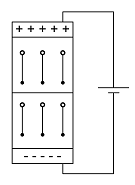 + + + + +
- - - - -